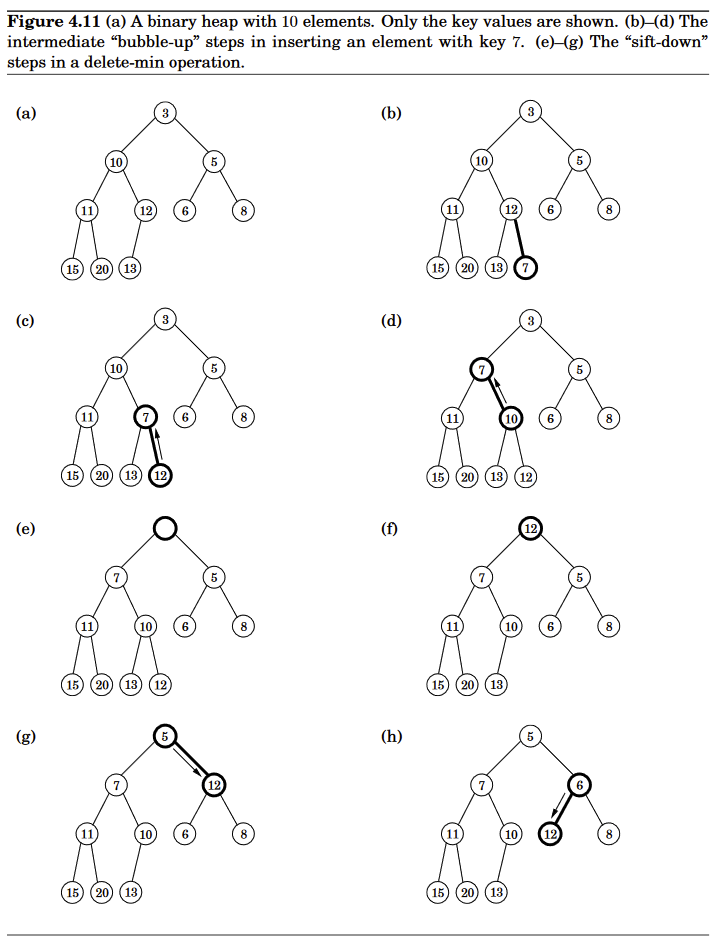 Figure 4.11 (a) A binary heap with 10 elements. Only the key values are shown. (b)–(d) The
intermediate “bubble-up” steps in inserting an element with key 7. (e)–(g) The “sift-down”
steps in a delete-min operation.
(a)
3
10 5
11 12 6 8
15 20 13
(b)
3
10 5
11 12 6 8
15 20 13 7
(c)
3
10 5
11 7 6 8
15 20 13 12
(d)
3
7 5
11 10 6 8
15 20 13 12
(e)
7 5
11 10 6 8
15 20 13 12
(f)
12
7 5
11 10 6 8
15 20 13
(g)
5
7 12
11 10 6 8
15 20 13
(h)
5
7 6
11 10 12 8
15 20 13